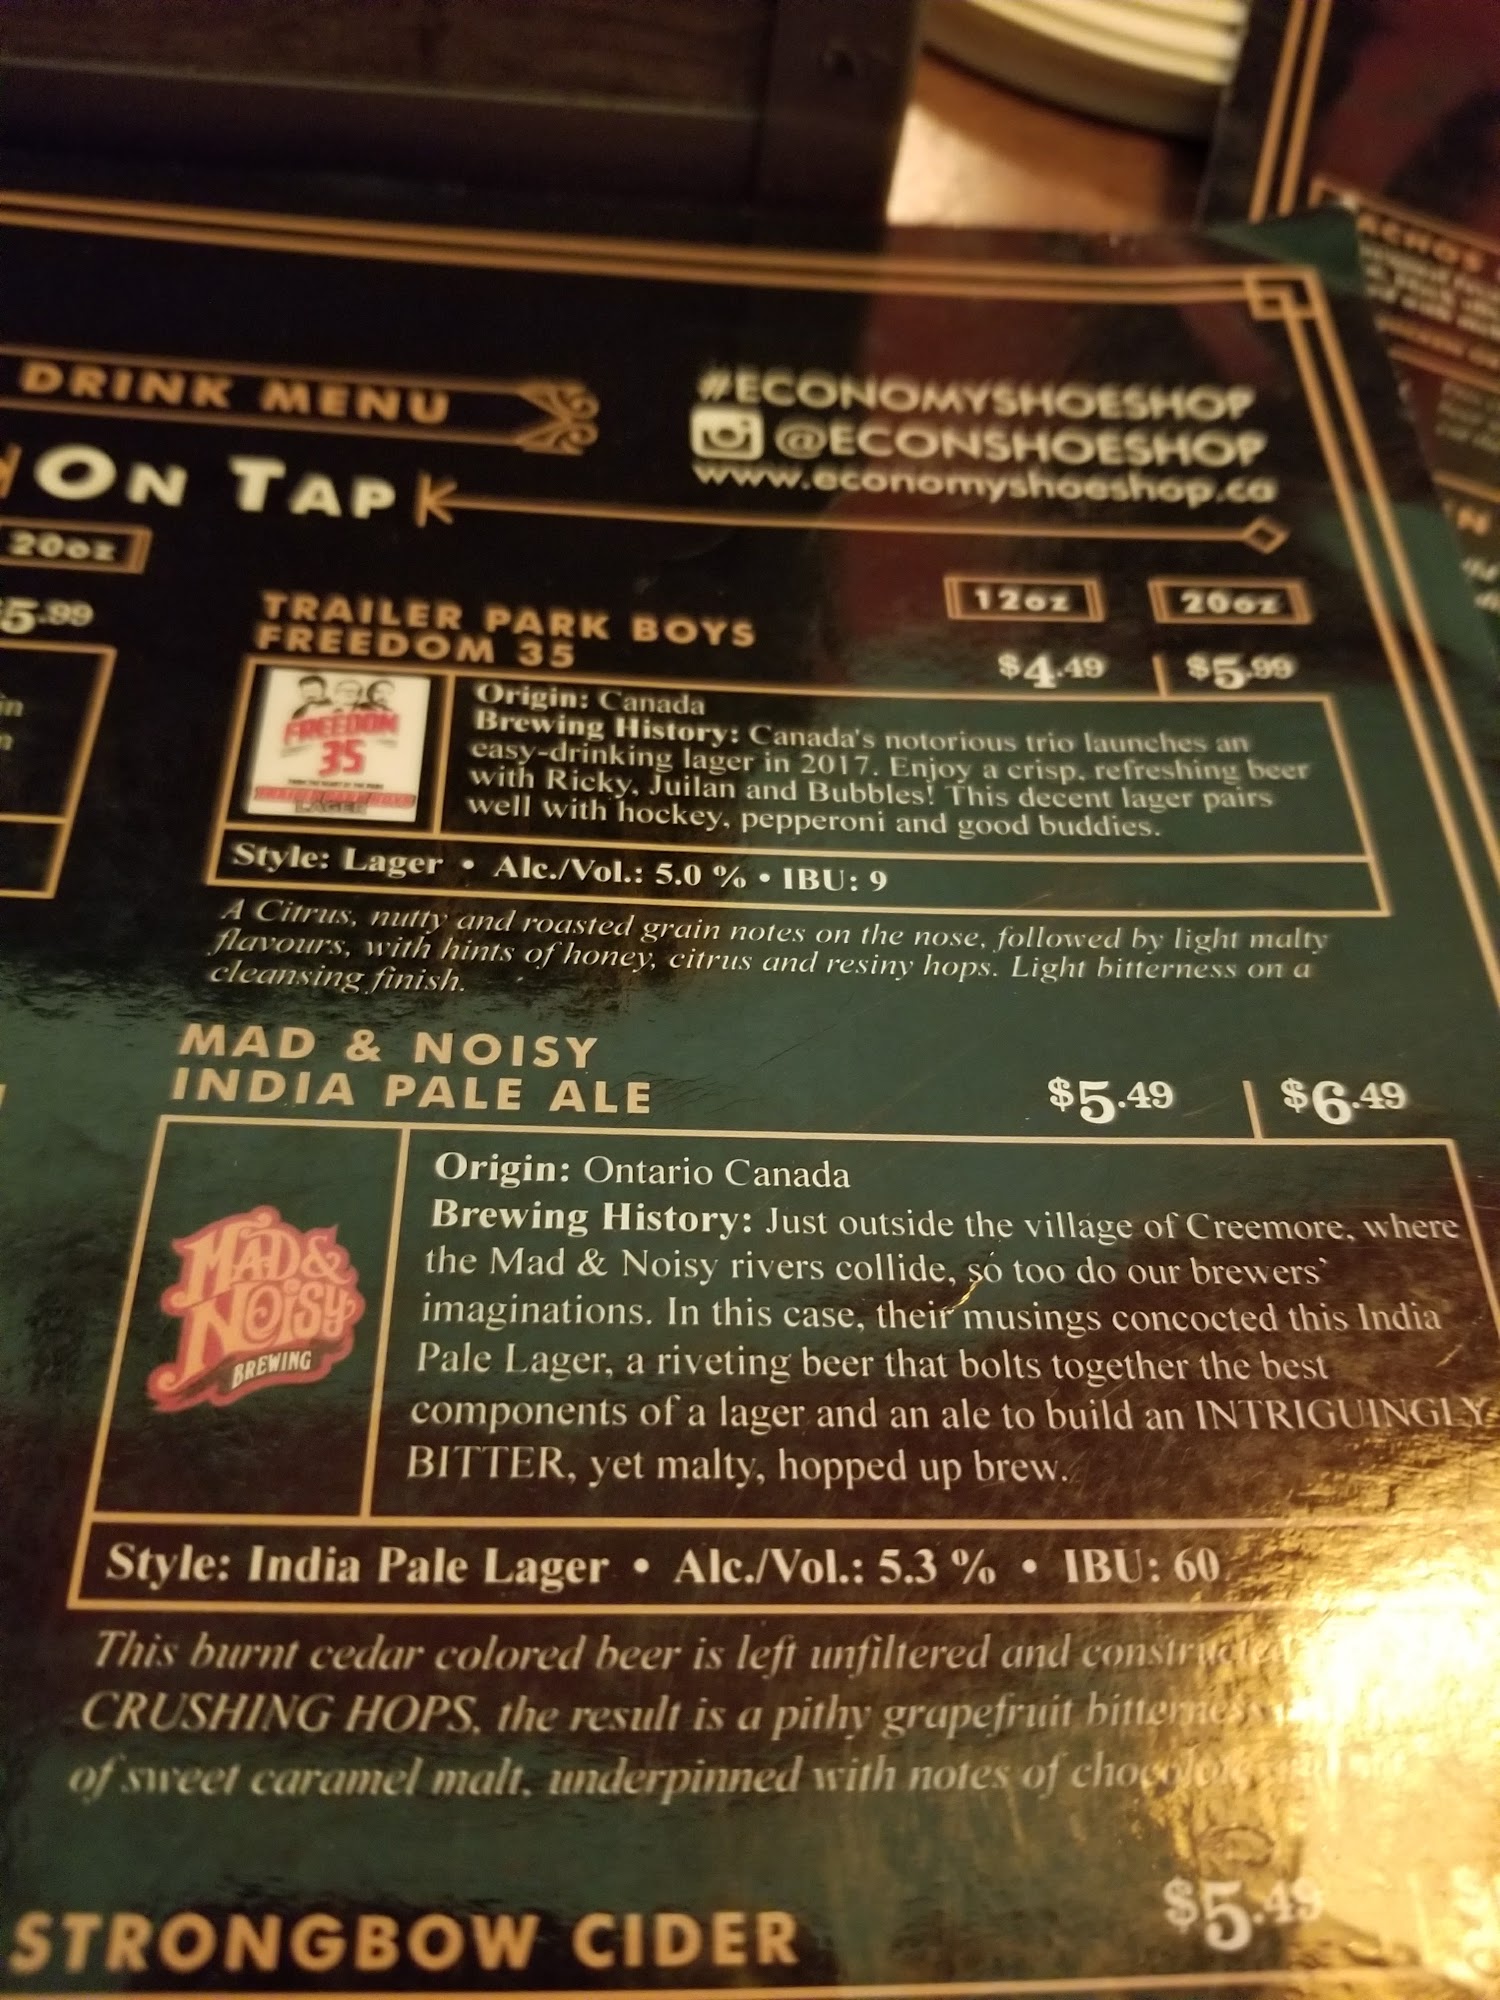 DRINK MENU
#ECONOMYSHOESHOP
@ECONSHOESHOP
www.economyshoeshop.ca
ON TAP
20oz
5.99
12oz 20oz
TRAILER PARK BOYS
FREEDOM 35
$4.49 $5.99
FREEDOM
35
LAGER
Origin: Canada
Brewing History: Canada's notorious trio launches an
easy-drinking lager in 2017. Enjoy a crisp, refreshing beer
with Ricky, Juilan and Bubbles! This decent lager pairs
well with hockey, pepperoni and good buddies.
Style: Lager • Alc./Vol.: 5.0 % • IBU: 9
A Citrus, nutty and roasted grain notes on the nose, followed by light malty
flavours, with hints of honey, citrus and resiny hops. Light bitterness on a
cleansing finish.
MAD & NOISY
INDIA PALE ALE
$5.49 $6.49
MAD &
NOISY
BREWING
Origin: Ontario Canada
Brewing History: Just outside the village of Creemore, where
the Mad & Noisy rivers collide, so too do our brewers'
imaginations. In this case, their musings concocted this India
Pale Lager, a riveting beer that bolts together the best
components of a lager and an ale to build an INTRIGUINGLY
BITTER, yet malty, hopped up brew.
Style: India Pale Lager • Alc./Vol.: 5.3 % • IBU: 60
This burnt cedar colored beer is left unfiltered and constructed
CRUSHING HOPS, the result is a pithy grapefruit bitterness
of sweet caramel malt, underpinned with notes of chocolate
STRONGBOW CIDER
$5.49